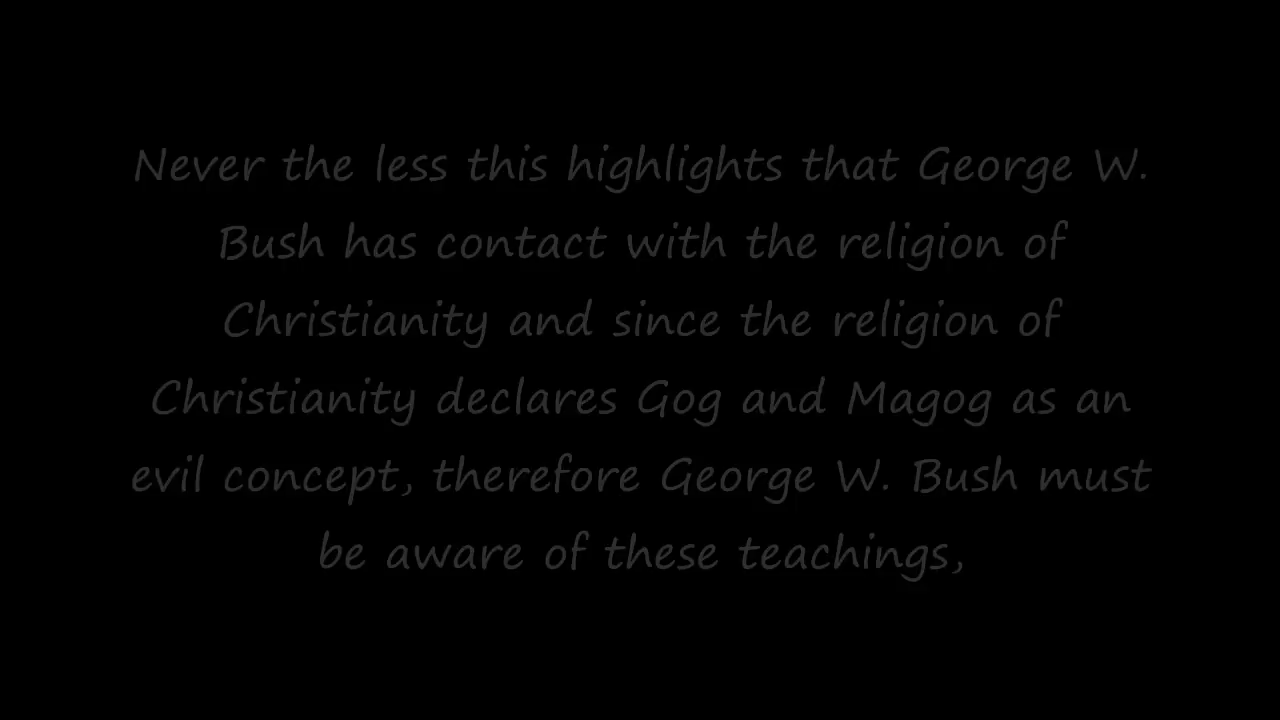 Never the less this highlights that George W.
Bush has contact with the religion of
Christianity and since the religion of
Christianity declares Gog and Magog as an
evil concept, therefore George W. Bush must
be aware of these teachings,